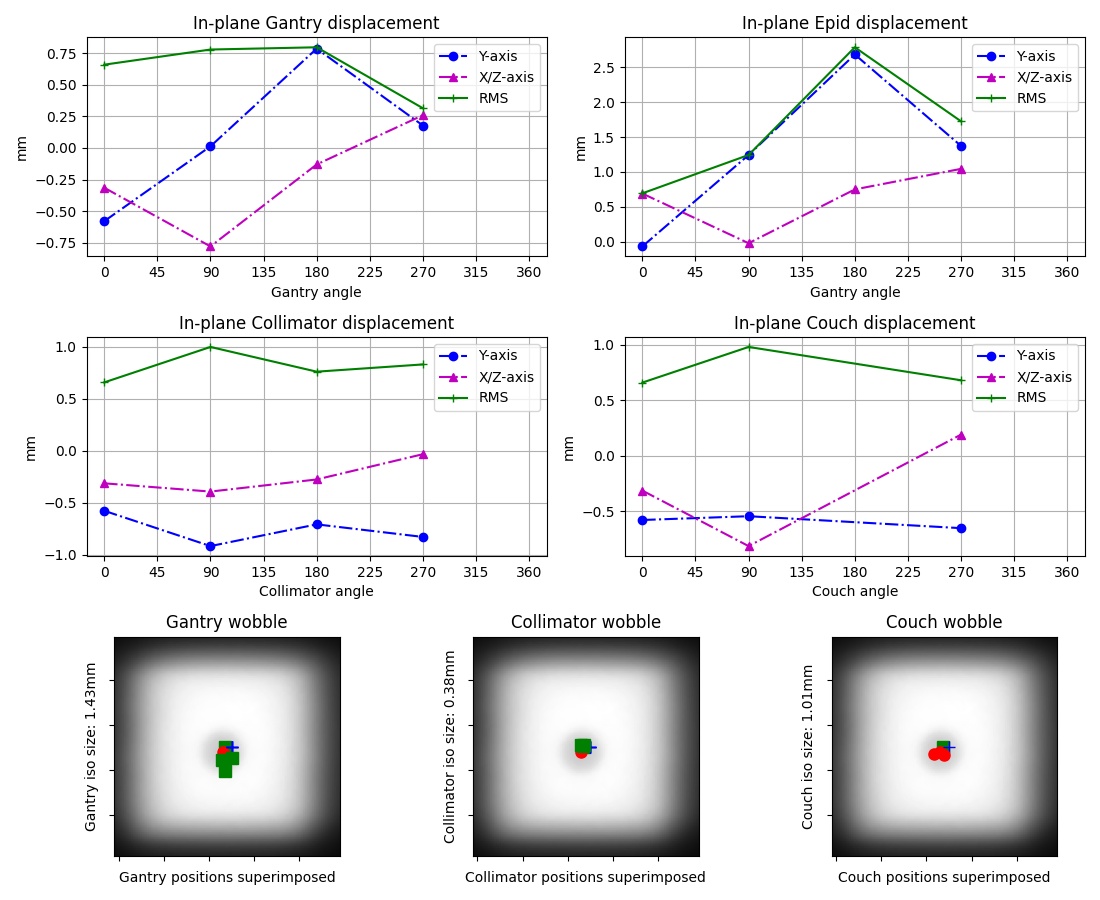 In-plane Gantry displacement
mm
0.75
0.50
0.25
0.00
−0.25
−0.50
−0.75
Y-axis
X/Z-axis
RMS
0 45 90 135 180 225 270 315 360
Gantry angle
In-plane Epid displacement
mm
2.5
2.0
1.5
1.0
0.5
0.0
Y-axis
X/Z-axis
RMS
0 45 90 135 180 225 270 315 360
Gantry angle
In-plane Collimator displacement
mm
1.0
0.5
0.0
−0.5
−1.0
Y-axis
X/Z-axis
RMS
0 45 90 135 180 225 270 315 360
Collimator angle
In-plane Couch displacement
mm
1.0
0.5
0.0
−0.5
Y-axis
X/Z-axis
RMS
0 45 90 135 180 225 270 315 360
Couch angle
Gantry wobble
Gantry iso size: 1.43mm
Gantry positions superimposed
Collimator wobble
Collimator iso size: 0.38mm
Collimator positions superimposed
Couch wobble
Couch iso size: 1.01mm
Couch positions superimposed